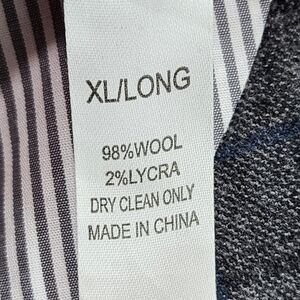 XL/LONG
98%WOOL
2%LYCRA
DRY CLEAN ONLY
MADE IN CHINA